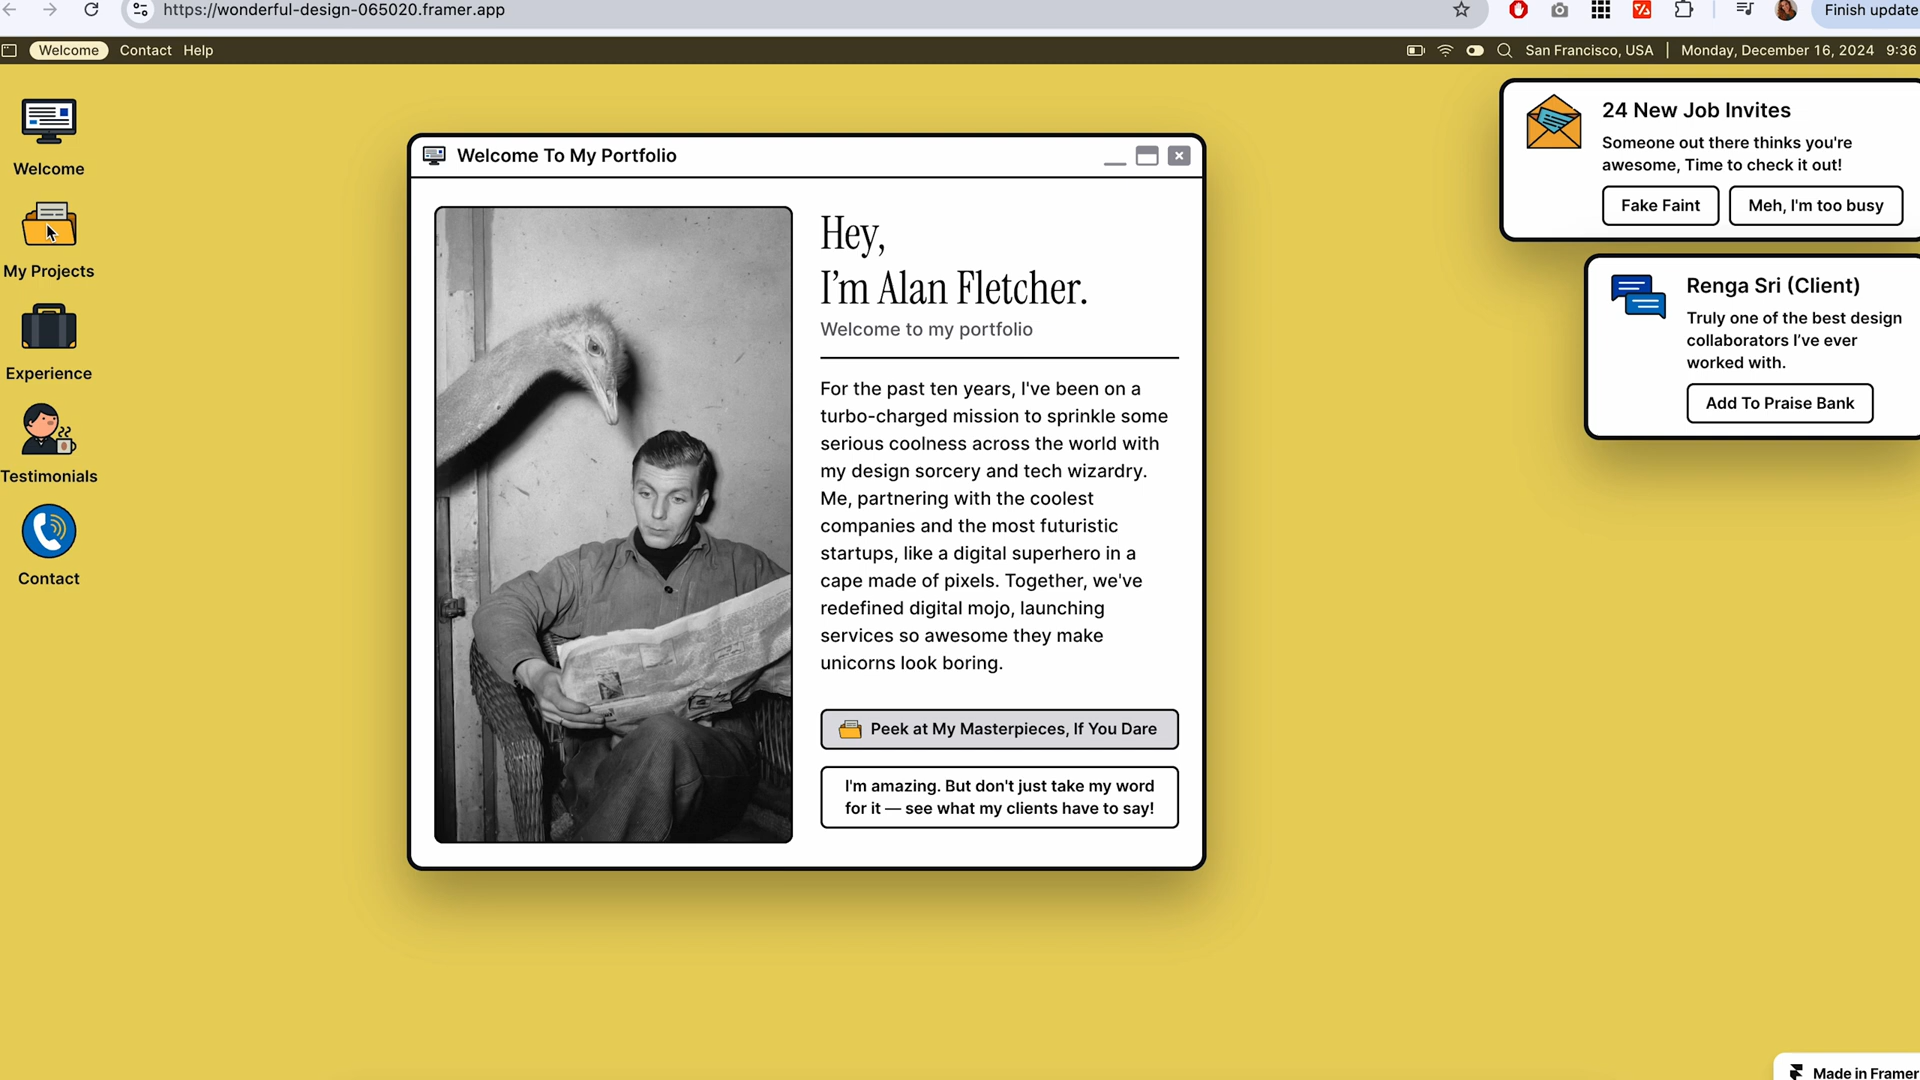 https://wonderful-design-065020.framer.app
Finish update
Welcome
Contact
Help
San Francisco, USA | Monday, December 16, 2024 9:36
Welcome
My Projects
Experience
Testimonials
Contact
Welcome To My Portfolio
Hey,
I’m Alan Fletcher.
Welcome to my portfolio
For the past ten years, I've been on a
turbo-charged mission to sprinkle some
serious coolness across the world with
my design sorcery and tech wizardry.
Me, partnering with the coolest
companies and the most futuristic
startups, like a digital superhero in a
cape made of pixels. Together, we've
redefined digital mojo, launching
services so awesome they make
unicorns look boring.
Peek at My Masterpieces, If You Dare
I'm amazing. But don't just take my word
for it — see what my clients have to say!
24 New Job Invites
Someone out there thinks you're
awesome, Time to check it out!
Fake Faint
Meh, I'm too busy
Renga Sri (Client)
Truly one of the best design
collaborators I’ve ever
worked with.
Add To Praise Bank
Made in Framer